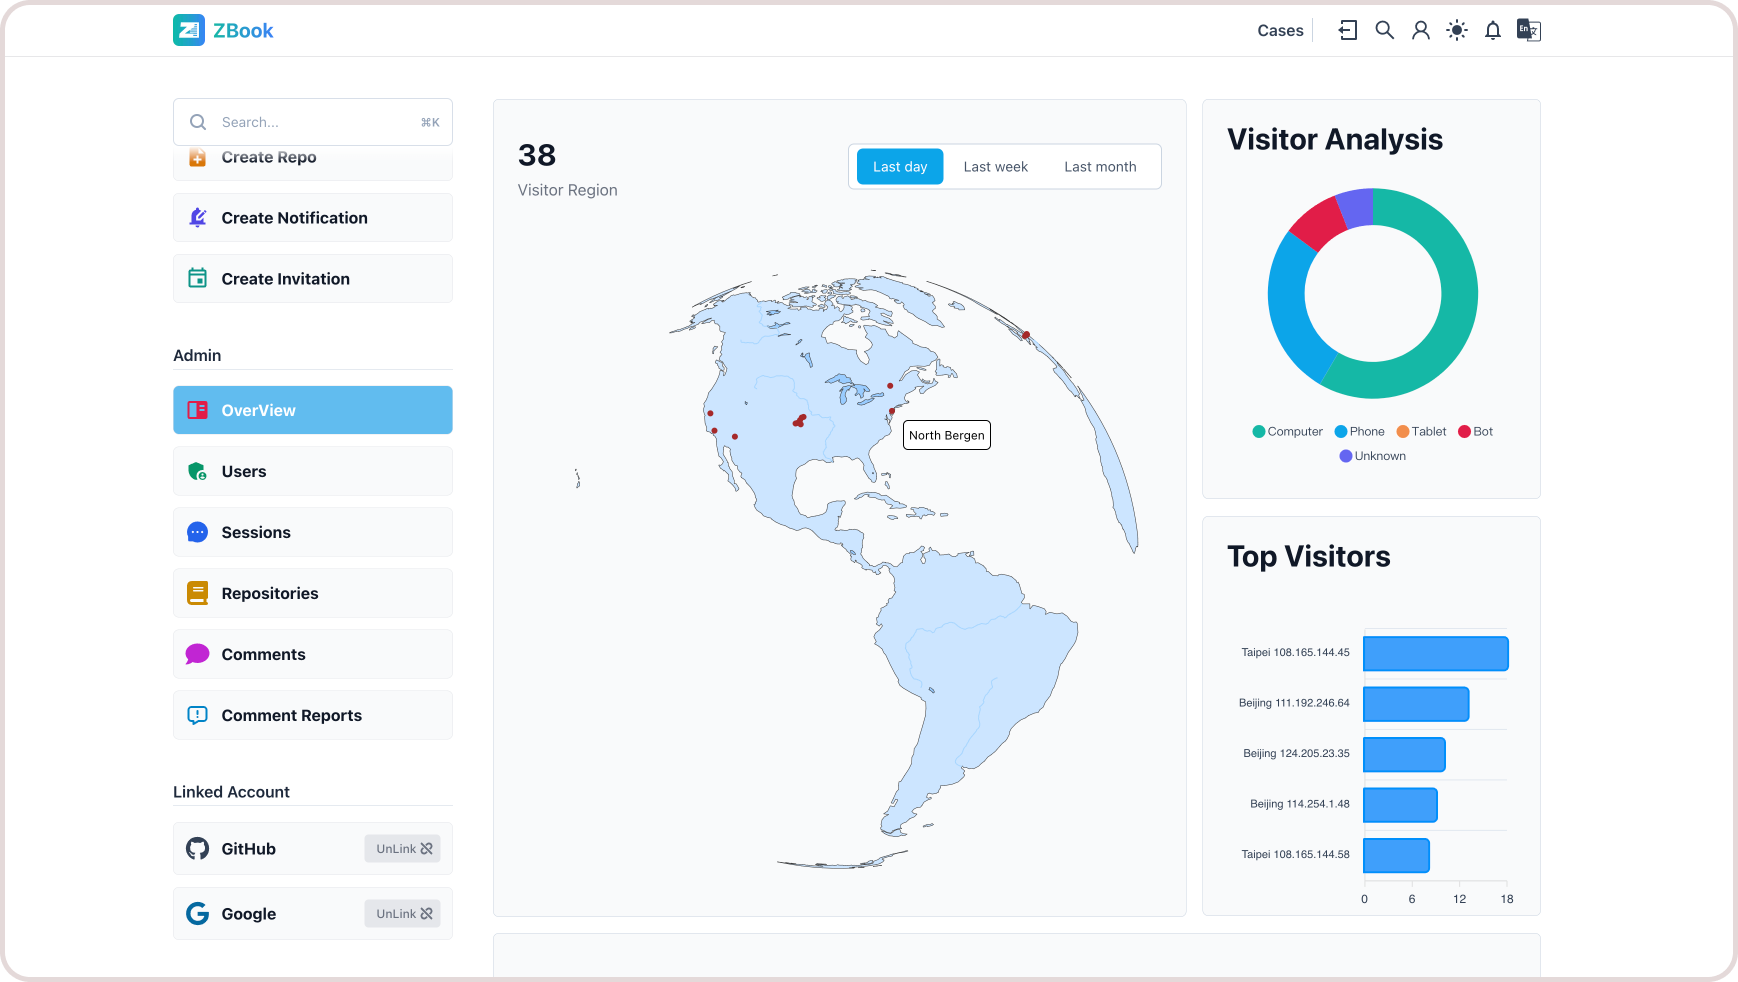 ZBook
Cases
En
Search...
⌘K
Create Repo
Create Notification
Create Invitation
Admin
OverView
Users
Sessions
Repositories
Comments
Comment Reports
Linked Account
GitHub
UnLink
Google
UnLink
38
Visitor Region
Last day
Last week
Last month
North Bergen
Visitor Analysis
Computer
Phone
Tablet
Bot
Unknown
Top Visitors
Taipei 108.165.144.45
Beijing 111.192.246.64
Beijing 124.205.23.35
Beijing 114.254.1.48
Taipei 108.165.144.58
0 6 12 18